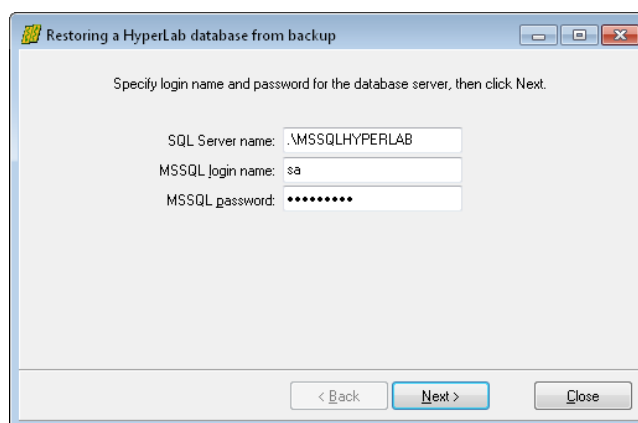 Restoring a HyperLab database from backup
Specify login name and password for the database server, then click Next.
SQL Server name: .\MSSQLHYPERLAB
MSSQL login name: sa
MSSQL password: •••••••••
< Back Next > Close